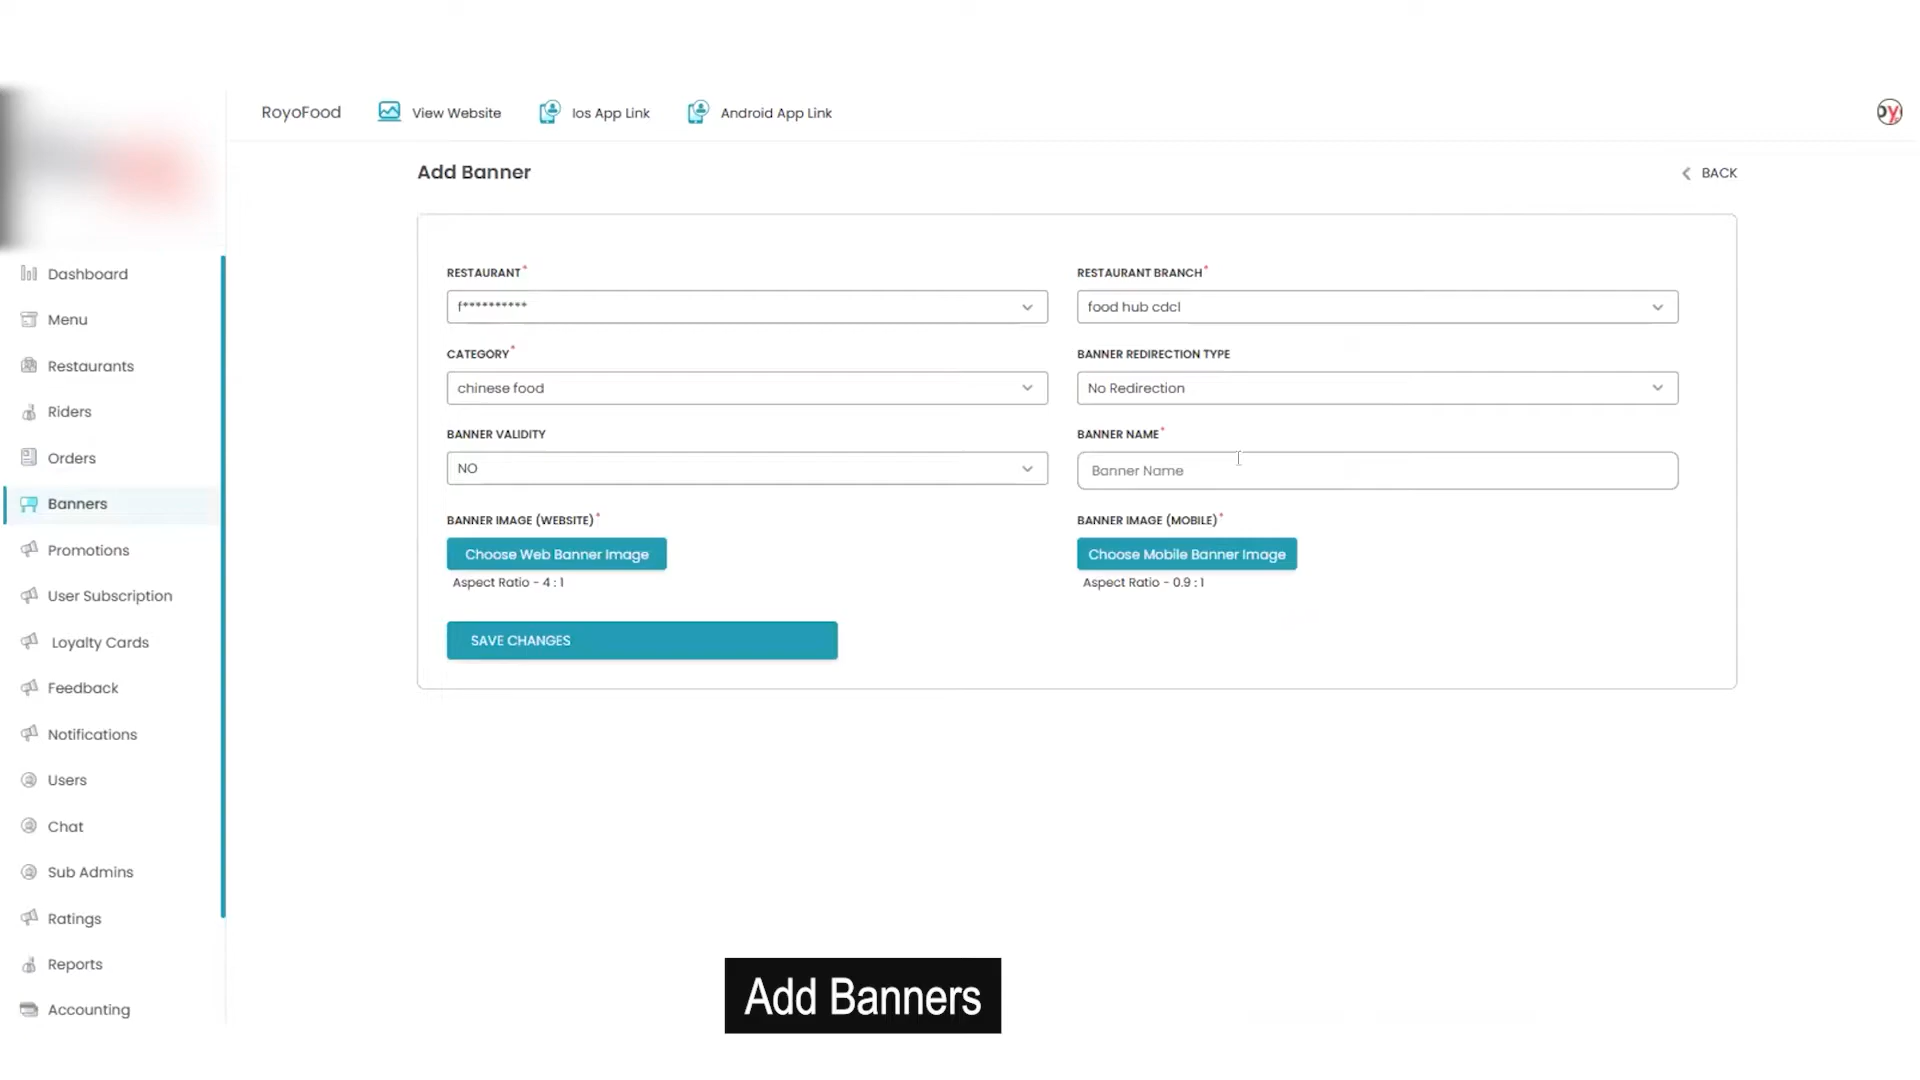 RoyoFood View Website Ios App Link Android App Link
Add Banner
BACK
RESTAURANT*
RESTAURANT BRANCH*
f**********
food hub cdcl
CATEGORY*
BANNER REDIRECTION TYPE
chinese food
No Redirection
BANNER VALIDITY
BANNER NAME*
NO
Banner Name
BANNER IMAGE (WEBSITE)*
BANNER IMAGE (MOBILE)*
Choose Web Banner Image
Choose Mobile Banner Image
Aspect Ratio - 4 : 1
Aspect Ratio - 0.9 : 1
SAVE CHANGES
Dashboard
Menu
Restaurants
Riders
Orders
Banners
Promotions
User Subscription
Loyalty Cards
Feedback
Notifications
Users
Chat
Sub Admins
Ratings
Reports
Accounting
Add Banners